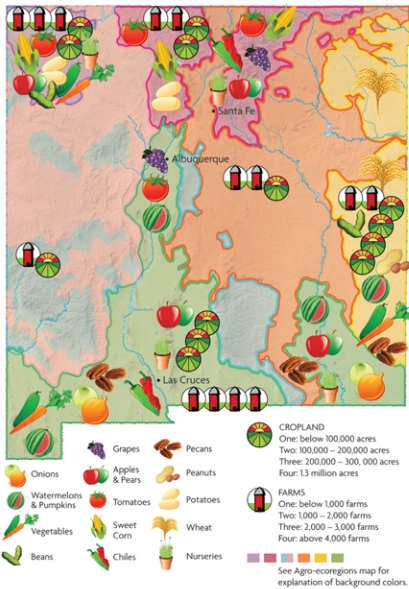 Santa Fe
Albuquerque
Las Cruces
Onions
Watermelons
& Pumpkins
Vegetables
Beans
Grapes
Apples
& Pears
Tomatoes
Sweet
Corn
Chiles
Pecans
Peanuts
Potatoes
Wheat
Nurseries
CROPLAND
One: below 100,000 acres
Two: 100,000 – 200,000 acres
Three: 200,000 – 300, 000 acres
Four: 1.3 million acres
FARMS
One: below 1,000 farms
Two: 1,000 – 2,000 farms
Three: 2,000 – 3,000 farms
Four: above 4,000 farms
See Agro-ecoregions map for
explanation of background colors.